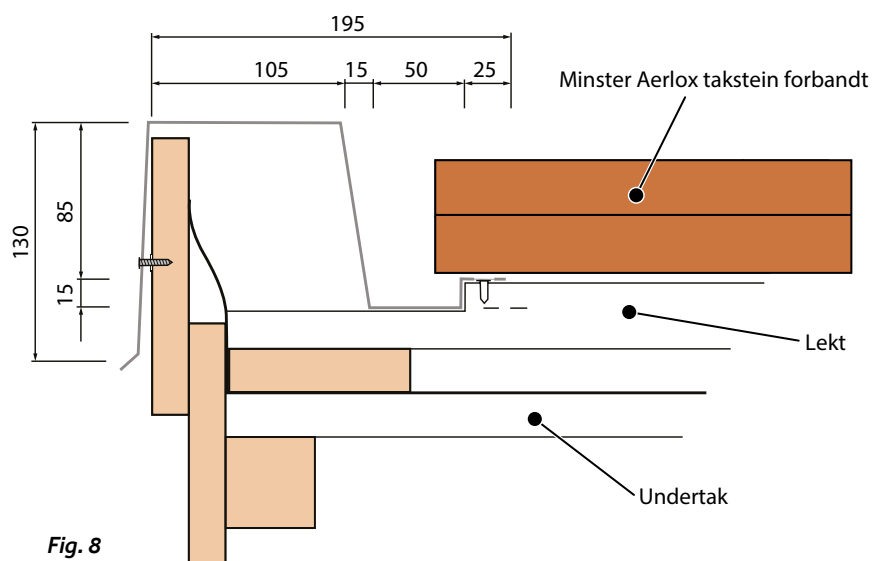 195
105 15 50 25
Minster Aerlox takstein forbandt
130
85
15
Lekt
Undertak
Fig. 8